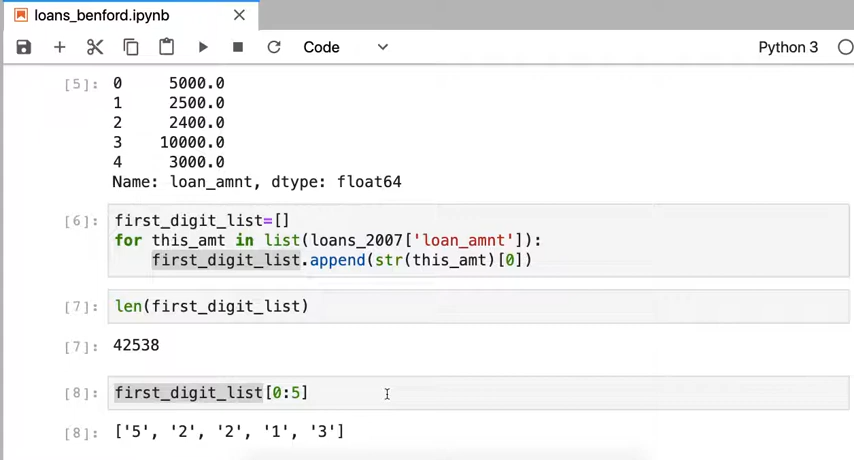 loans_benford.ipynb
Code
Python 3
[5]: 0 5000.0
1 2500.0
2 2400.0
3 10000.0
4 3000.0
Name: loan_amnt, dtype: float64
[6]: first_digit_list=[]
for this_amt in list(loans_2007['loan_amnt']):
first_digit_list.append(str(this_amt)[0])
[7]: len(first_digit_list)
[7]: 42538
[8]: first_digit_list[0:5]
[8]: ['5', '2', '2', '1', '3']